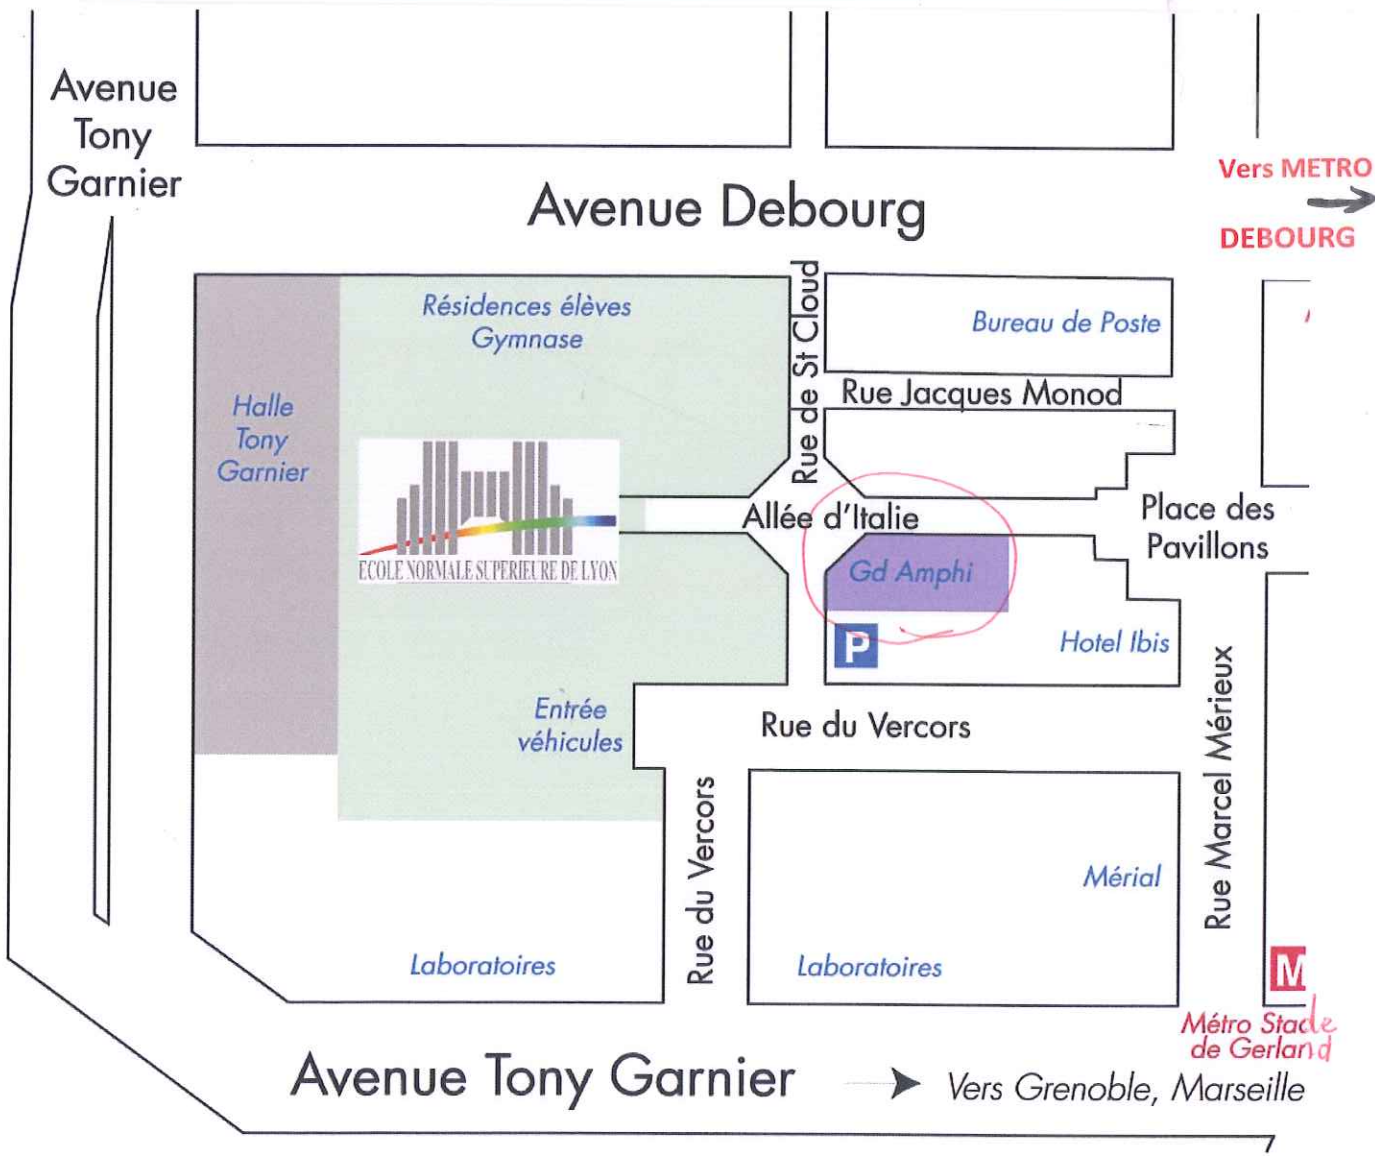 Avenue
Tony
Garnier
Vers METRO
DEBOURG
Avenue Debourg
Résidences élèves
Gymnase
Rue de St Cloud
Bureau de Poste
Rue Jacques Monod
Halle
Tony
Garnier
ECOLE NORMALE SUPERIEURE DE LYON
Allée d'Italie
Place des
Pavillons
Gd Amphi
P
Hotel Ibis
Entrée
véhicules
Rue du Vercors
Rue du Vercors
Rue Marcel Mérieux
Mérial
Laboratoires
Laboratoires
M
Métro Stade
de Gerland
Avenue Tony Garnier
Vers Grenoble, Marseille